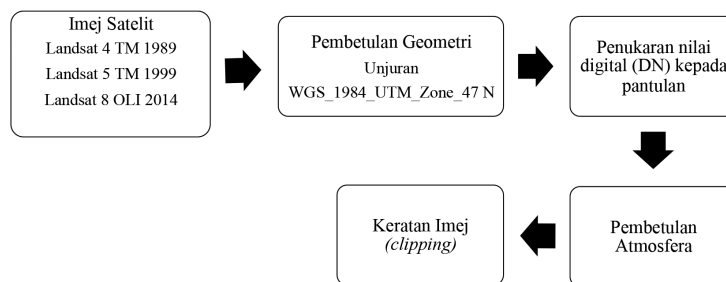 Imej Satelit
Landsat 4 TM 1989
Landsat 5 TM 1999
Landsat 8 OLI 2014
Pembetulan Geometri
Unjuran
WGS_1984_UTM_Zone_47 N
Penukaran nilai
digital (DN) kepada
pantulan
Pembetulan
Atmosfera
Keratan Imej
(clipping)